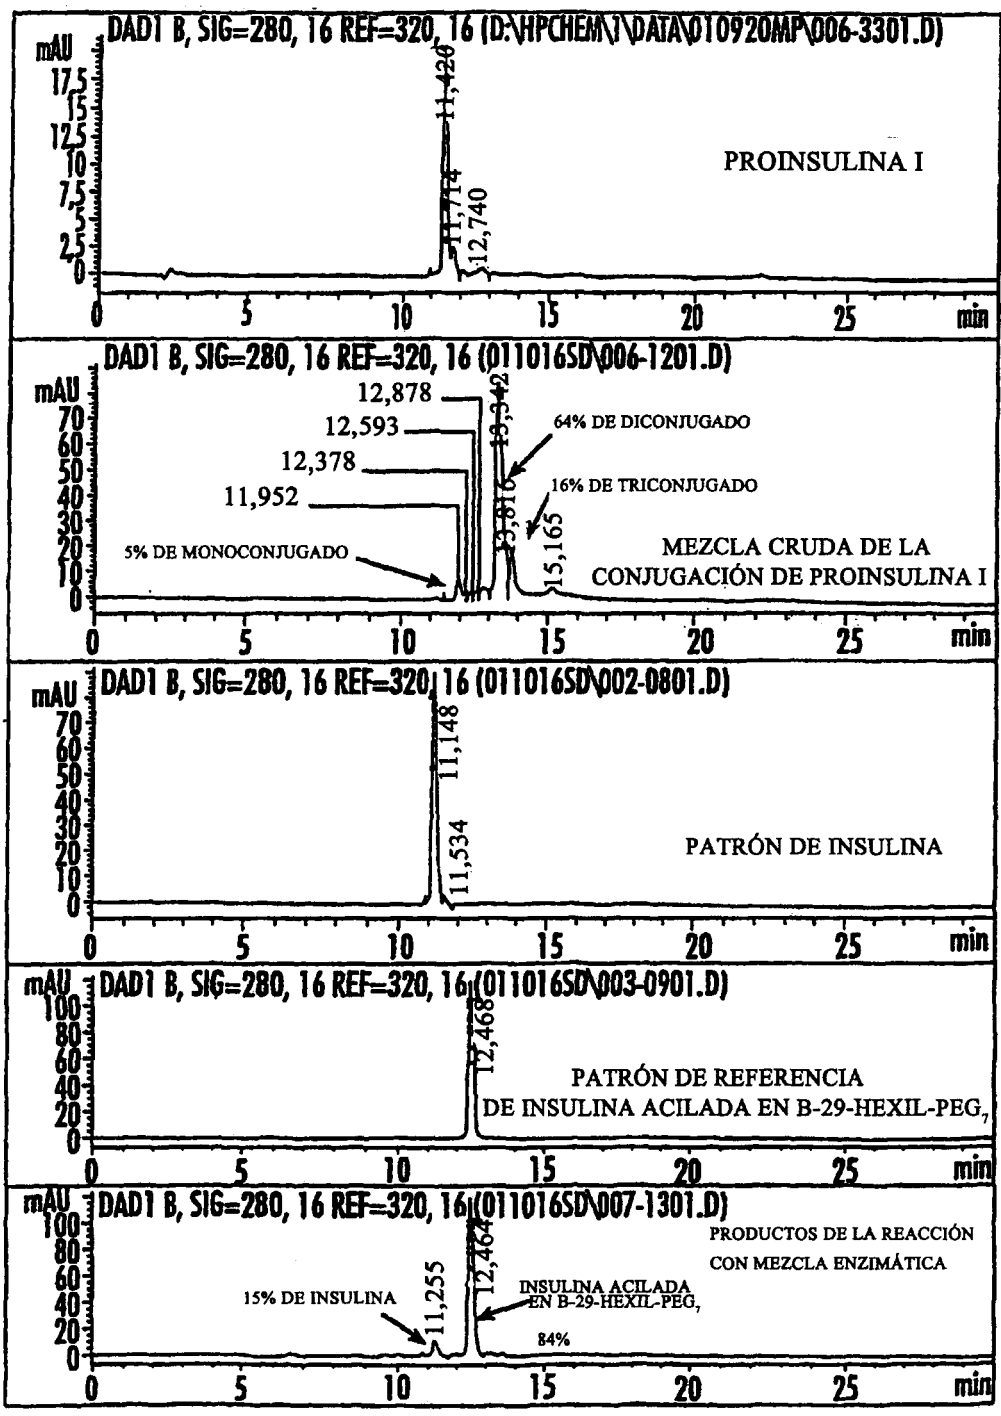 DAD1 B, SIG=280, 16 REF=320, 16 (D:\HPCHEM\1\DATA\010920MP\006-3301.D)
mAU
17,5
15
12,5
10
7,5
5
2,5
0
11,420
11,714
12,740
PROINSULINA I
0 5 10 15 20 25 min
DAD1 B, SIG=280, 16 REF=320, 16 (011016SD\006-1201.D)
mAU
70
60
50
40
30
20
10
0
12,878
12,593
12,378
11,952
13,342
13,816
15,165
64% DE DICONJUGADO
16% DE TRICONJUGADO
5% DE MONOCONJUGADO
MEZCLA CRUDA DE LA
CONJUGACIÓN DE PROINSULINA I
0 5 10 15 20 25 min
DAD1 B, SIG=280, 16 REF=320, 16 (011016SD\002-0801.D)
mAU
70
60
50
40
30
20
10
0
11,148
11,534
PATRÓN DE INSULINA
0 5 10 15 20 25 min
DAD1 B, SIG=280, 16 REF=320, 16 (011016SD\003-0901.D)
mAU
100
80
60
40
20
0
12,468
PATRÓN DE REFERENCIA
DE INSULINA ACILADA EN B-29-HEXIL-PEG₇
0 5 10 15 20 25 min
DAD1 B, SIG=280, 16 REF=320, 16 (011016SD\007-1301.D)
mAU
100
80
60
40
20
0
11,255
12,464
PRODUCTOS DE LA REACCIÓN
CON MEZCLA ENZIMÁTICA
15% DE INSULINA
INSULINA ACILADA
EN B-29-HEXIL-PEG₇
84%
0 5 10 15 20 25 min